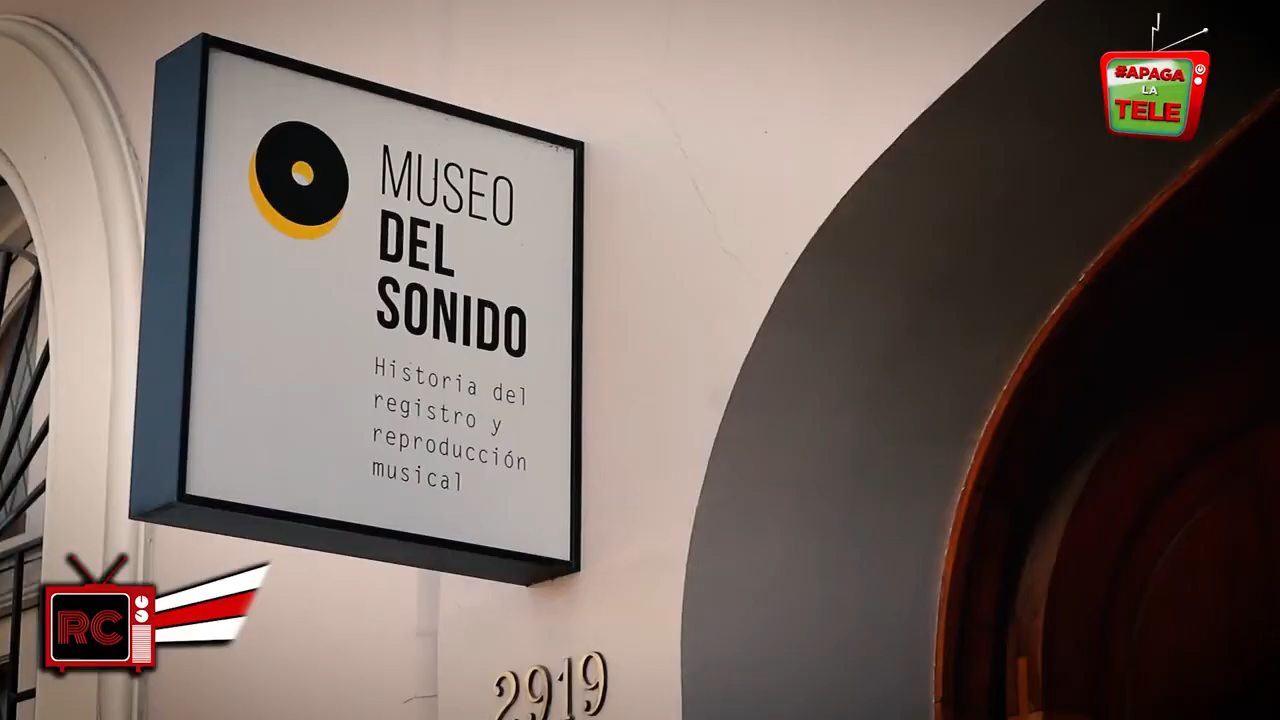 #APAGA
LA
TELE
MUSEO
DEL
SONIDO
Historia del
registro y
reproducción
musical
RC
2919